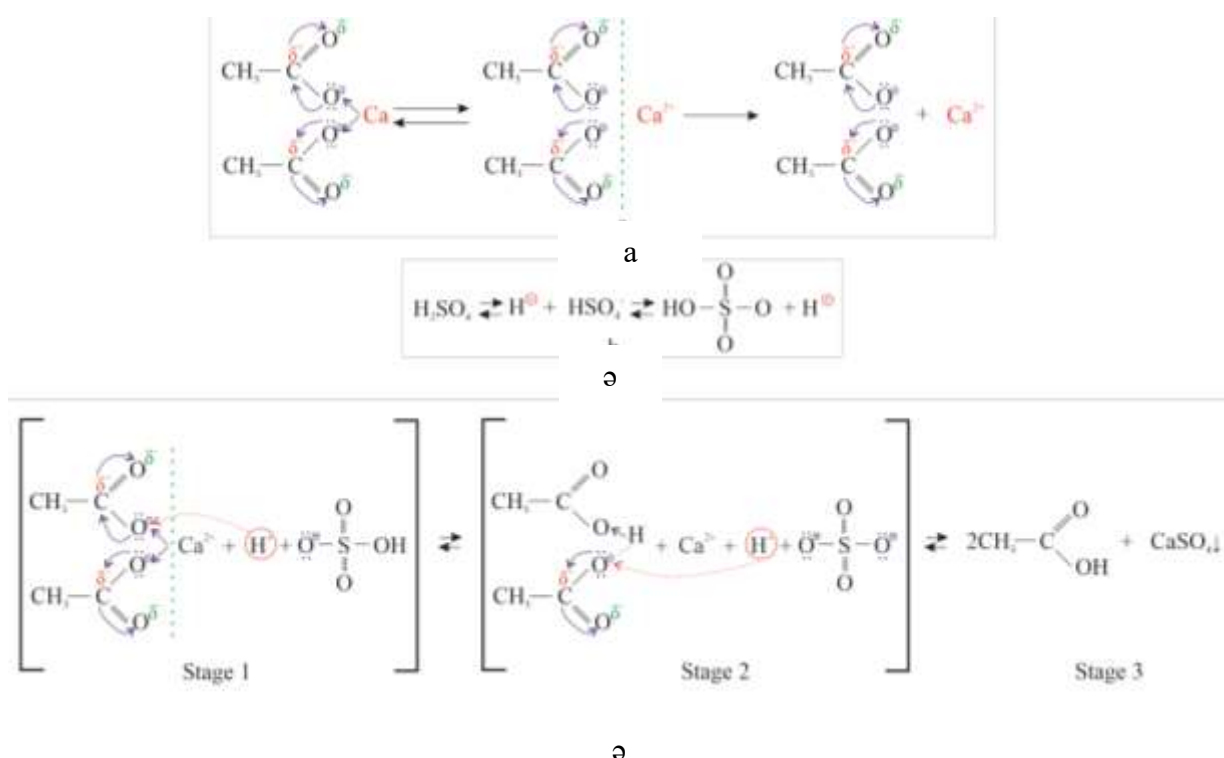 δ δ
CH₃ C O O Ca ⇌ CH₃ C O O Ca²⁺ → CH₃ C O O + Ca²⁺
CH₃ C O O CH₃ C O O CH₃ C O O
a
H₂SO₄ ⇌ H⊕ + HSO₄ ⇌ HO–S–O + H⊕
O O O
ə
CH₃ C O O Ca²⁺ + H⁺ + O–S–OH ⇌ CH₃ C O O H + Ca²⁺ + H⁺ + O–S–O ⇌ 2CH₃–C O OH + CaSO₄↓
CH₃ C O O CH₃ C O O
Stage 1 Stage 2 Stage 3
ə